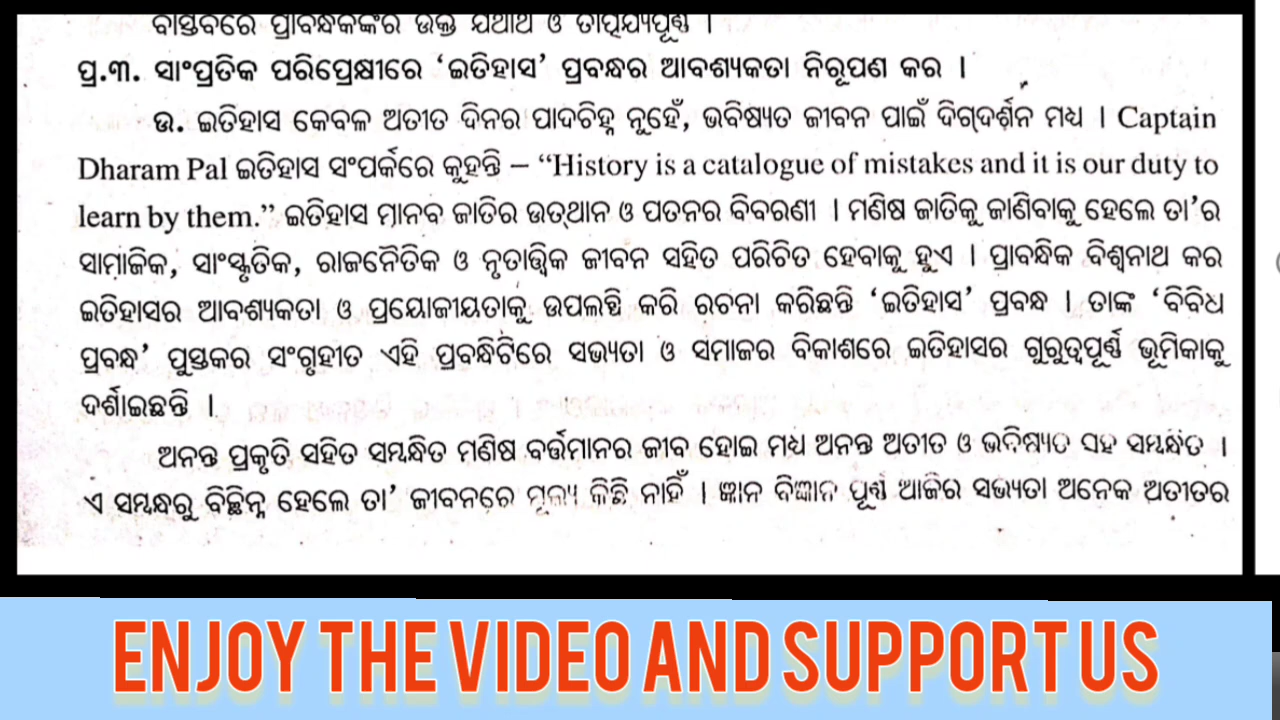 ବାସ୍ତବରେ ପ୍ରାବନ୍ଧିକଙ୍କର ଉକ୍ତି ଯଥାର୍ଥ ଓ ତାତ୍ପର୍ଯ୍ୟପୂର୍ଣ୍ଣ ।
ପ୍ର.୩. ସାଂପ୍ରତିକ ପରିପ୍ରେକ୍ଷୀରେ ‘ଇତିହାସ’ ପ୍ରବନ୍ଧର ଆବଶ୍ୟକତା ନିରୂପଣ କର ।
ଉ. ଇତିହାସ କେବଳ ଅତୀତ ଦିନର ପାଦଚିହ୍ନ ନୁହେଁ, ଭବିଷ୍ୟତ ଜୀବନ ପାଇଁ ଦିଗ୍‌ଦର୍ଶନ ମଧ୍ୟ । Captain
Dharam Pal ଇତିହାସ ସଂପର୍କରେ କୁହନ୍ତି – “History is a catalogue of mistakes and it is our duty to
learn by them.” ଇତିହାସ ମାନବ ଜାତିର ଉତ୍‌ଥାନ ଓ ପତନର ବିବରଣୀ । ମଣିଷ ଜାତିକୁ ଜାଣିବାକୁ ହେଲେ ତା’ର
ସାମାଜିକ, ସାଂସ୍କୃତିକ, ରାଜନୈତିକ ଓ ନୃତାତ୍ତ୍ୱିକ ଜୀବନ ସହିତ ପରିଚିତ ହେବାକୁ ହୁଏ । ପ୍ରାବନ୍ଧିକ ବିଶ୍ୱନାଥ କର
ଇତିହାସର ଆବଶ୍ୟକତା ଓ ପ୍ରୟୋଜୀୟତାକୁ ଉପଲବ୍ଧି କରି ରଚନା କରିଛନ୍ତି ‘ଇତିହାସ’ ପ୍ରବନ୍ଧ । ତାଙ୍କ ‘ବିବିଧ
ପ୍ରବନ୍ଧ’ ପୁସ୍ତକର ସଂଗୃହୀତ ଏହି ପ୍ରବନ୍ଧଟିରେ ସଭ୍ୟତା ଓ ସମାଜର ବିକାଶରେ ଇତିହାସର ଗୁରୁତ୍ୱପୂର୍ଣ୍ଣ ଭୂମିକାକୁ
ଦର୍ଶାଇଛନ୍ତି ।
ଅନନ୍ତ ପ୍ରକୃତି ସହିତ ସମ୍ବନ୍ଧିତ ମଣିଷ ବର୍ତ୍ତମାନର ଜୀବ ହୋଇ ମଧ୍ୟ ଅନନ୍ତ ଅତୀତ ଓ ଭବିଷ୍ୟତ ସହ ସମ୍ବନ୍ଧିତ ।
ଏ ସମ୍ବନ୍ଧରୁ ବିଚ୍ଛିନ୍ନ ହେଲେ ତା’ ଜୀବନରେ ମୂଲ୍ୟ କିଛି ନାହିଁ । ଜ୍ଞାନ ବିଜ୍ଞାନ ପୂର୍ଣ୍ଣ ଆଜିର ସଭ୍ୟତା ଅନେକ ଅତୀତର
ENJOY THE VIDEO AND SUPPORT US